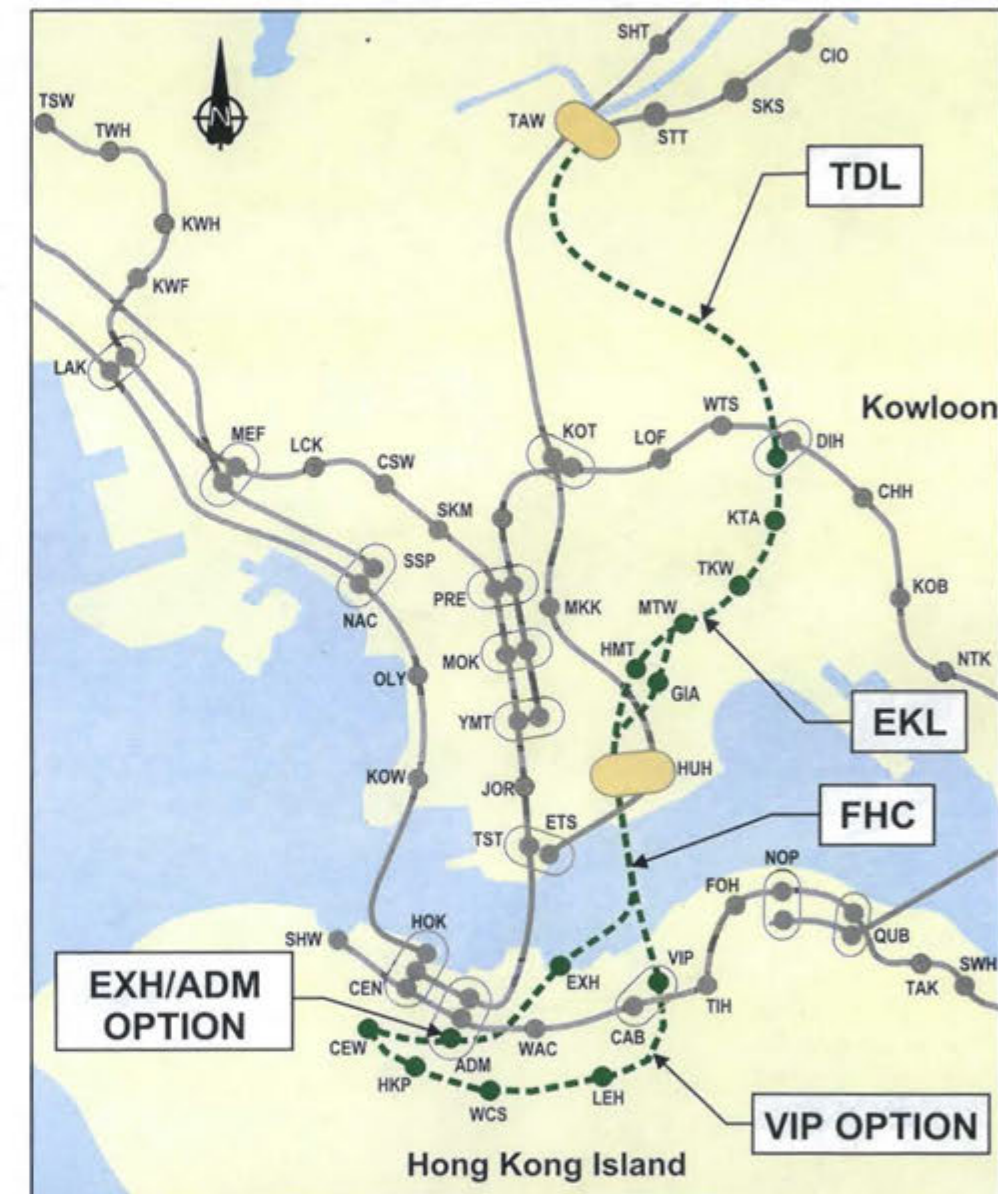 SHT
CIO
TSW
TWH
N
TAW
STT
SKS
TDL
KWH
KWF
LAK
Kowloon
WTS
MEF
LCK
KOT
LOF
DIH
CSW
CHH
SKM
KTA
SSP
TKW
PRE
MKK
MTW
KOB
NAC
HMT
MOK
NTK
OLY
GIA
YMT
EKL
KOW
HUH
JOR
ETS
FHC
TST
NOP
FOH
HOK
SHW
QUB
VIP
EXH/ADM
OPTION
CEN
EXH
SWH
TAK
TIH
CAB
WAC
CEW
ADM
HKP
LEH
WCS
VIP OPTION
Hong Kong Island